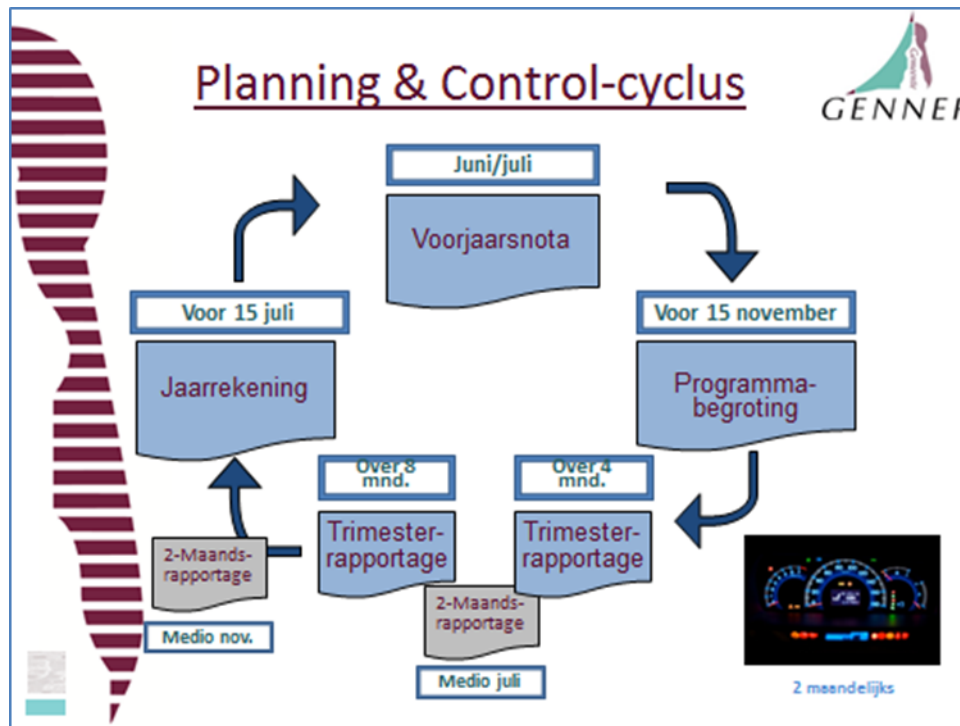 Planning & Control-cyclus
Gemeente
GENNEP
Juni/juli
Voorjaarsnota
Voor 15 juli
Voor 15 november
Jaarrekening
Programma-
begroting
Over 8
mnd.
Over 4
mnd.
Trimester-
rapportage
Trimester-
rapportage
2-Maands-
rapportage
2-Maands-
rapportage
Medio nov.
Medio juli
2 maandelijks